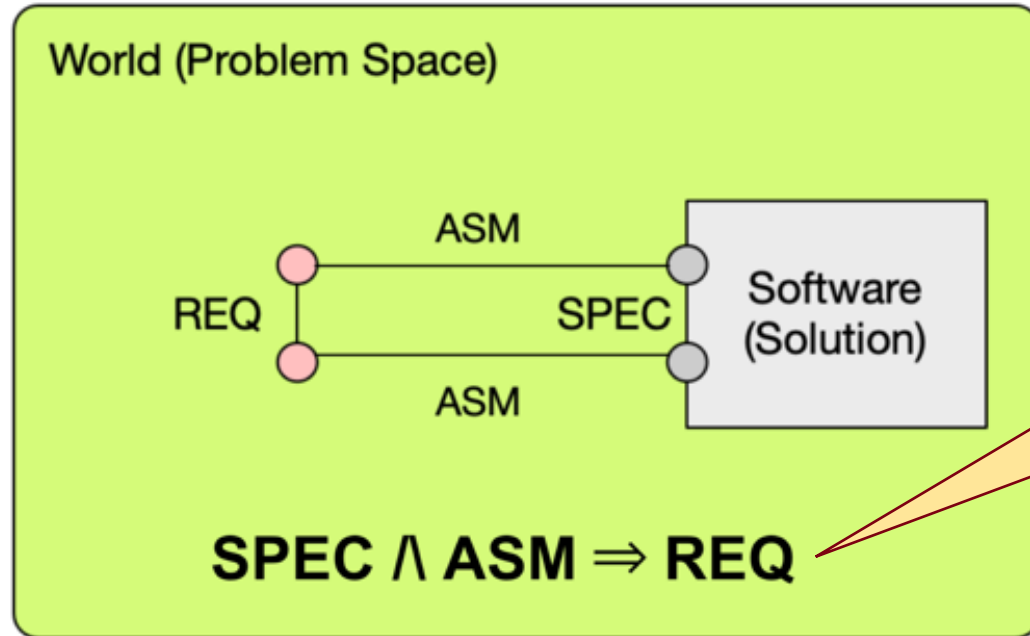 World (Problem Space)
ASM
REQ
SPEC
Software
(Solution)
ASM
SPEC /\ ASM ⇒ REQ